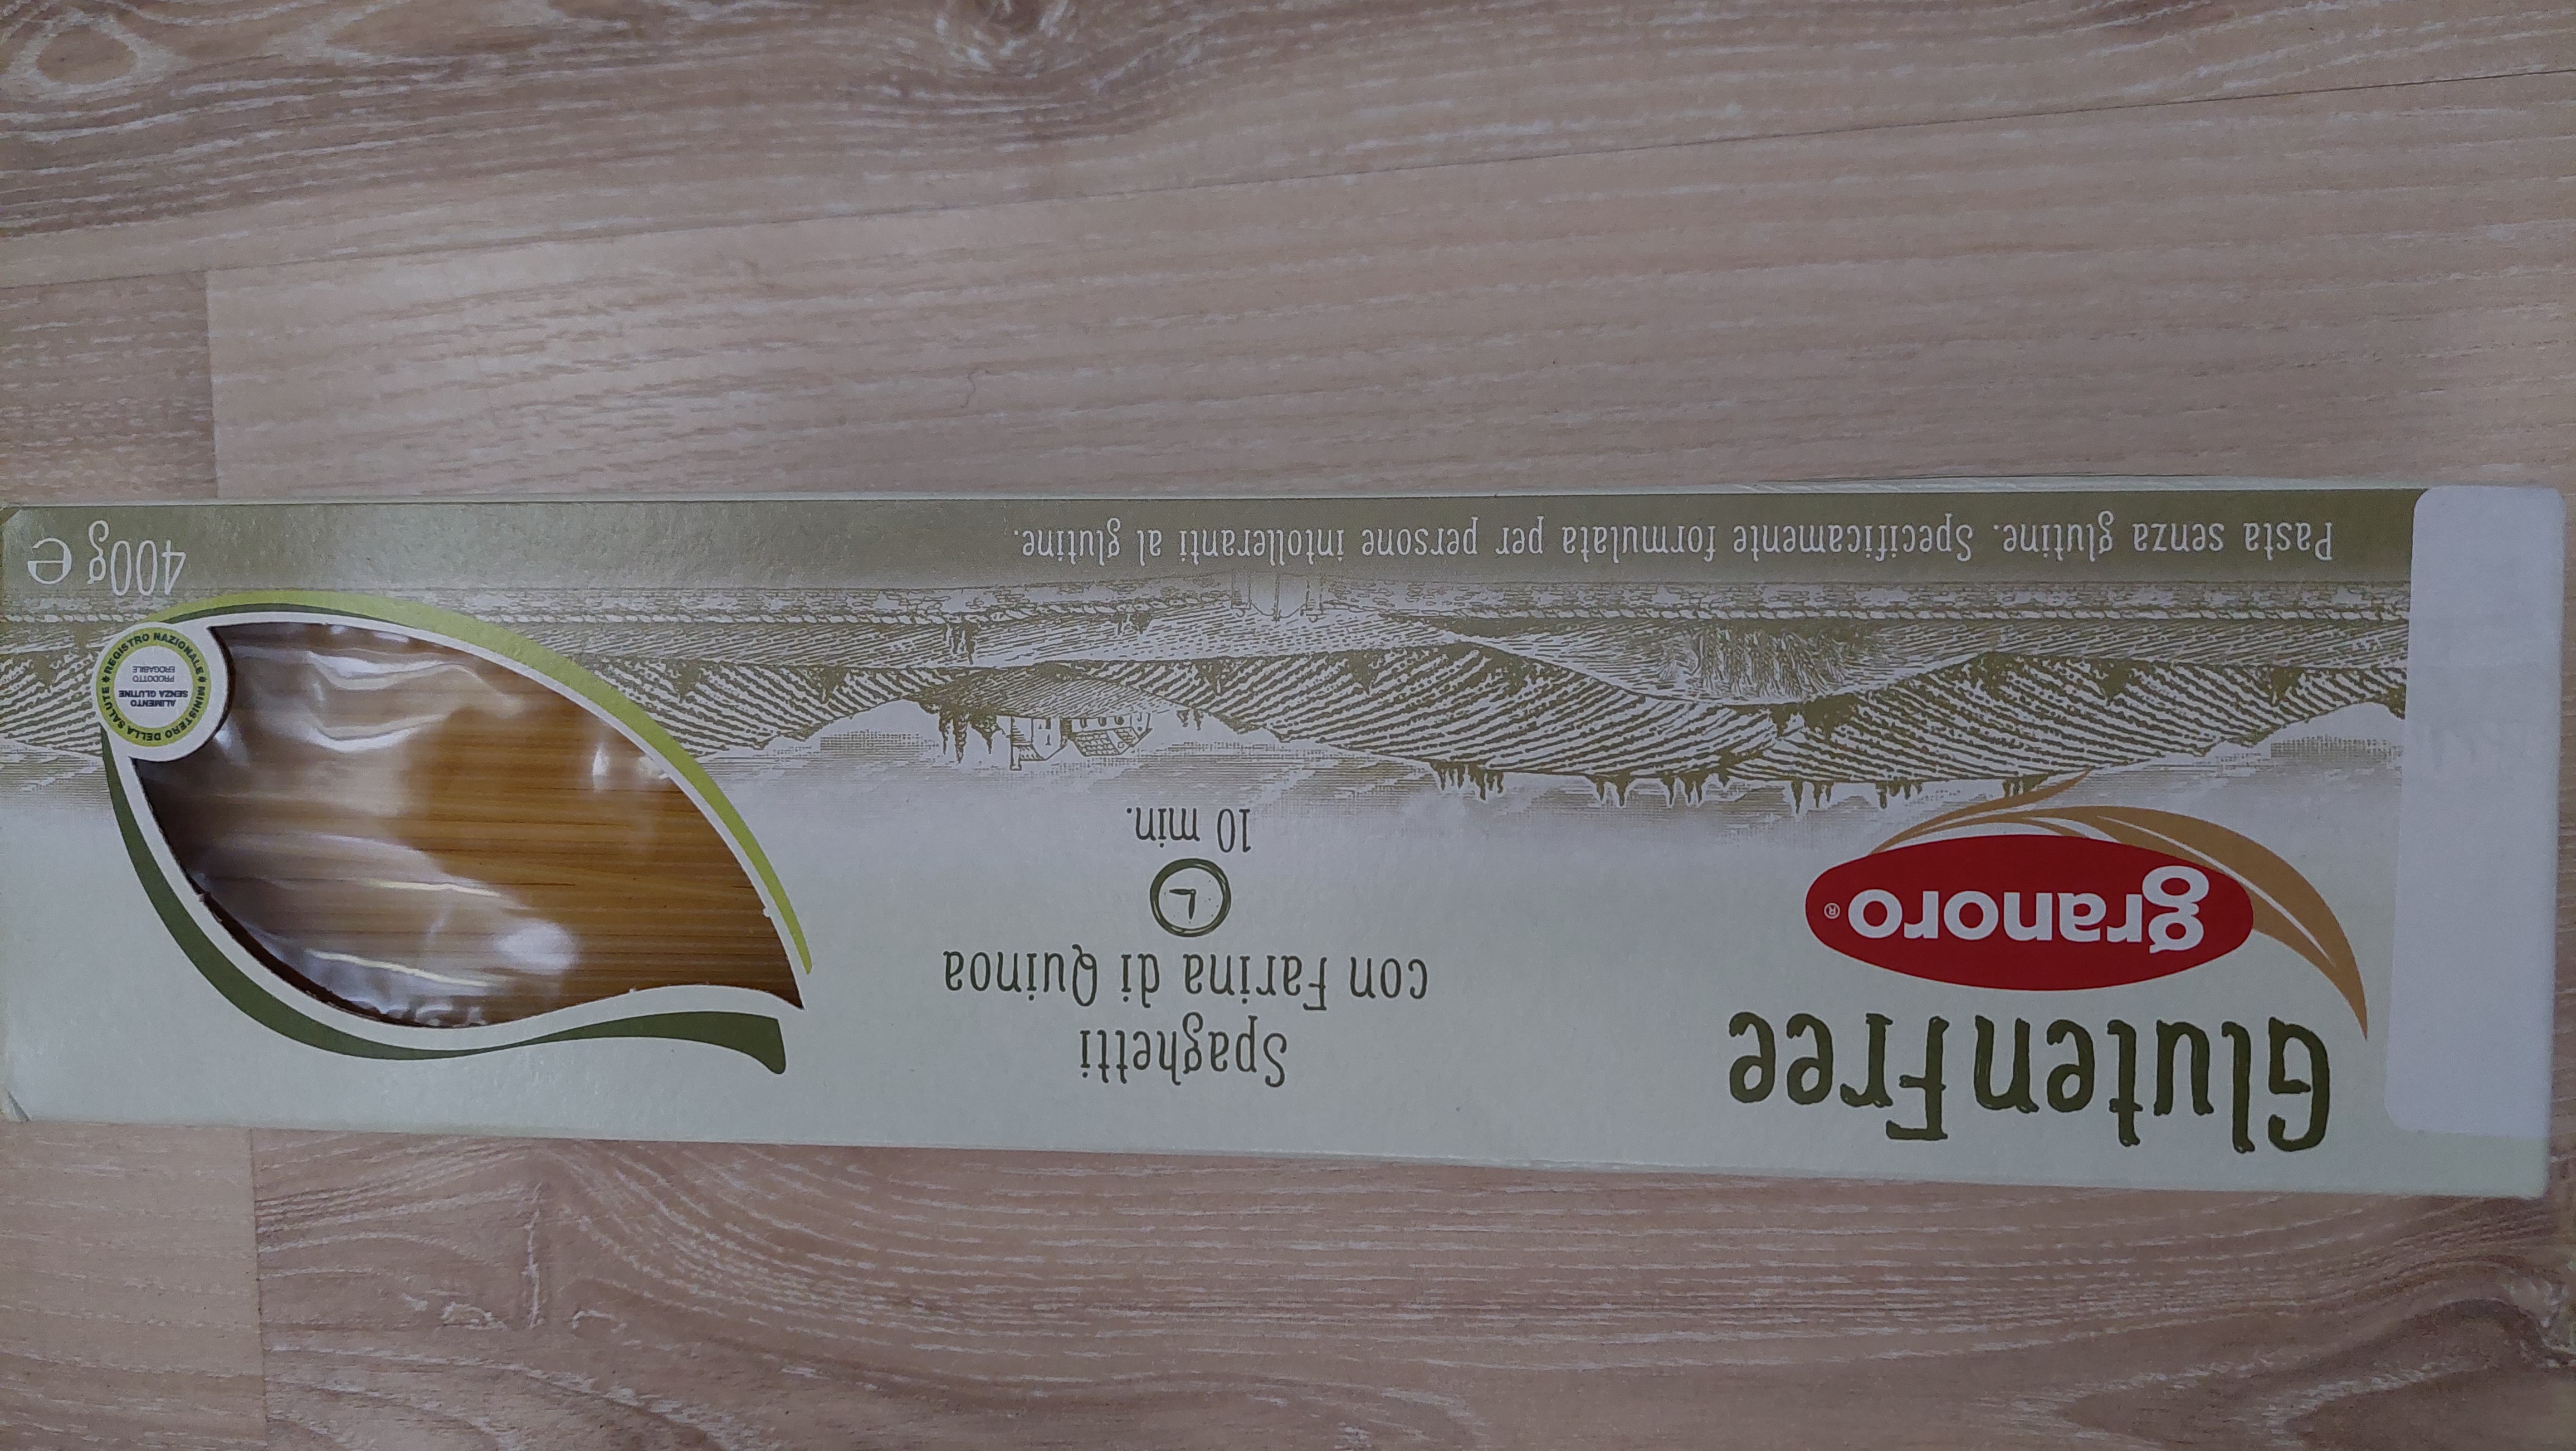 Gluten Free
granoro®
Spaghetti
con Farina di Quinoa
10 min.
Pasta senza glutine. Specificamente formulata per persone intolleranti al glutine.
REGISTRO NAZIONALE * MINISTERO DELLA SALUTE *
ALIMENTO
SENZA GLUTINE
PRODOTTO
EROGABILE
400g e